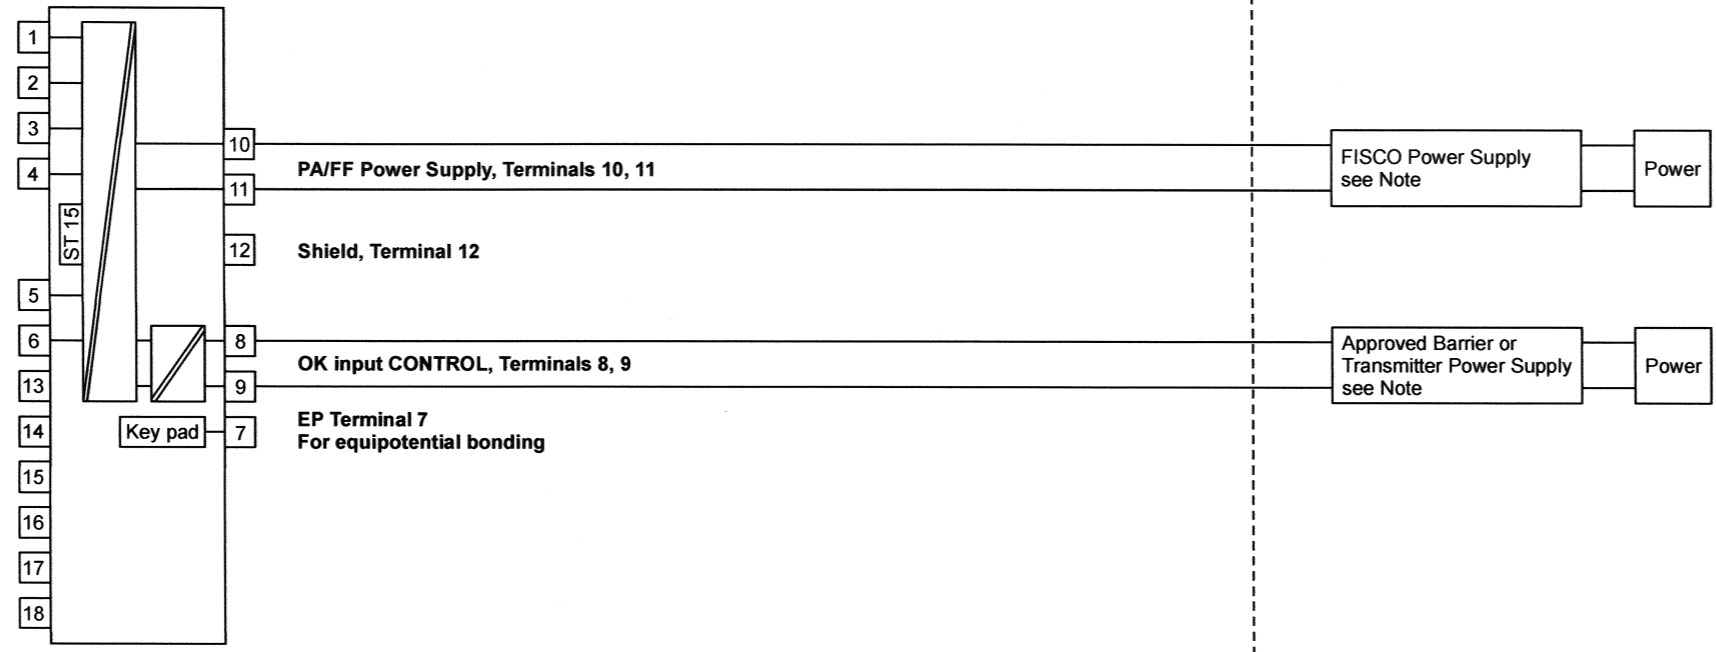 1
2
3
4
ST 15
5
6
13
14
15
16
17
18
Key pad
10
11
12
8
9
7
PA/FF Power Supply, Terminals 10, 11
Shield, Terminal 12
OK input CONTROL, Terminals 8, 9
EP Terminal 7
For equipotential bonding
FISCO Power Supply
see Note
Power
Approved Barrier or
Transmitter Power Supply
see Note
Power